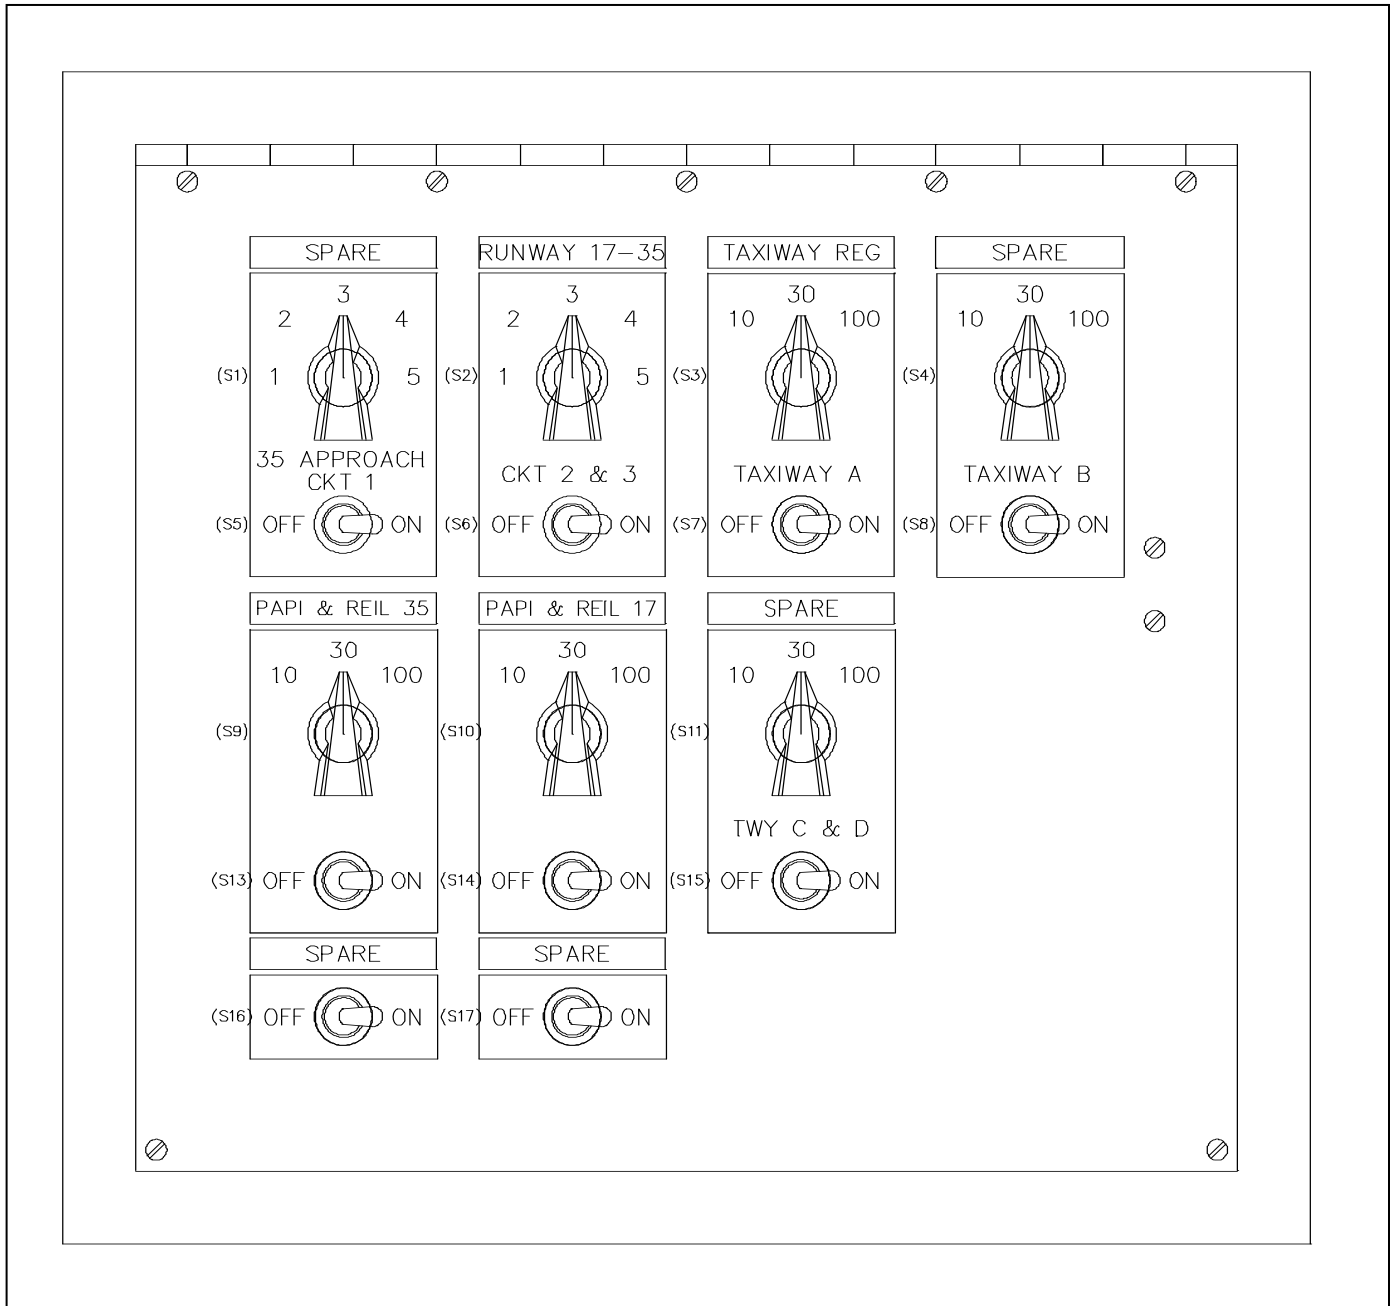 SPARE
3
2 4
(S1) 1 5
35 APPROACH
CKT 1
(S5) OFF ON
RUNWAY 17-35
3
2 4
(S2) 1 5
CKT 2 & 3
(S6) OFF ON
TAXIWAY REG
30
10 100
(S3)
TAXIWAY A
(S7) OFF ON
SPARE
30
10 100
(S4)
TAXIWAY B
(S8) OFF ON
PAPI & REIL 35
30
10 100
(S9)
(S13) OFF ON
PAPI & REIL 17
30
10 100
(S10)
(S14) OFF ON
SPARE
30
10 100
(S11)
TWY C & D
(S15) OFF ON
SPARE
(S16) OFF ON
SPARE
(S17) OFF ON